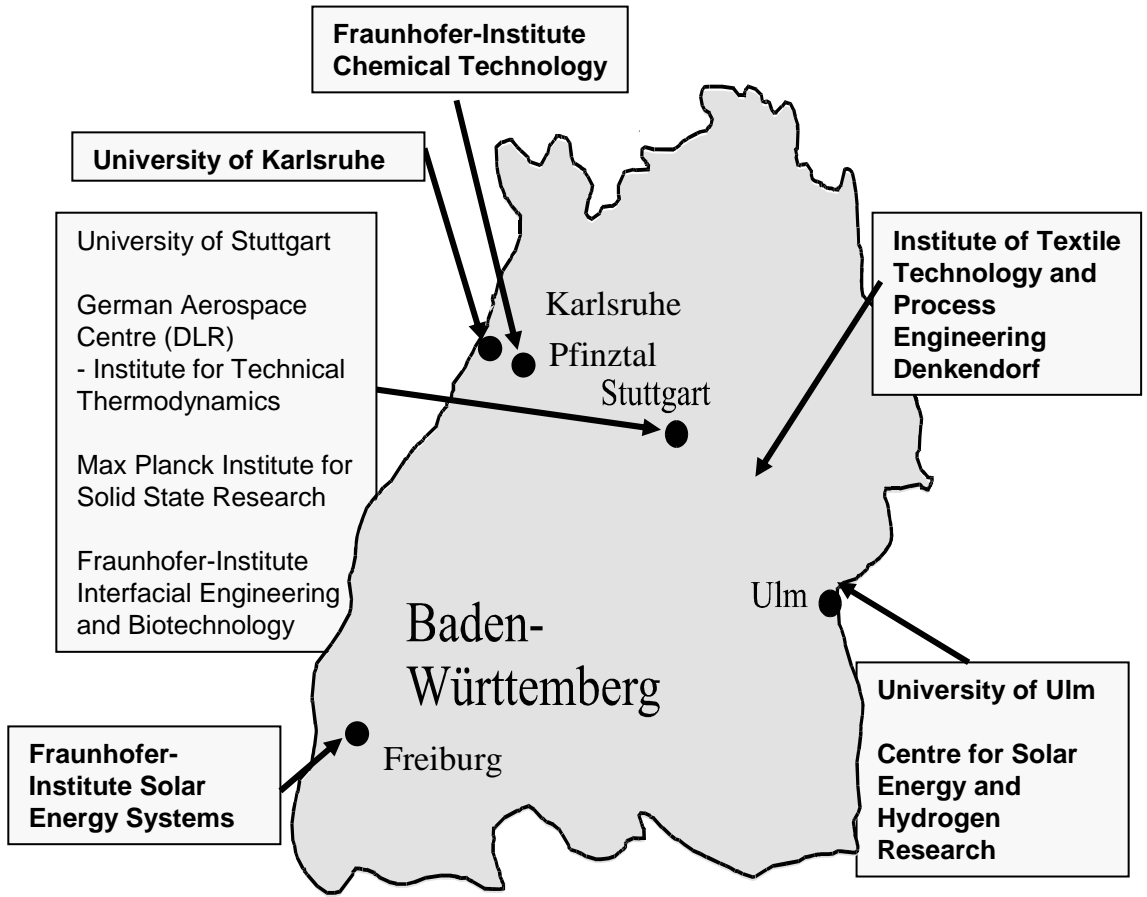 Fraunhofer-Institute
Chemical Technology
University of Karlsruhe
University of Stuttgart
German Aerospace
Centre (DLR)
- Institute for Technical
Thermodynamics
Max Planck Institute for
Solid State Research
Fraunhofer-Institute
Interfacial Engineering
and Biotechnology
Institute of Textile
Technology and
Process
Engineering
Denkendorf
Karlsruhe
Pfinztal
Stuttgart
Ulm
Baden-
Württemberg
Freiburg
Fraunhofer-
Institute Solar
Energy Systems
University of Ulm
Centre for Solar
Energy and
Hydrogen
Research